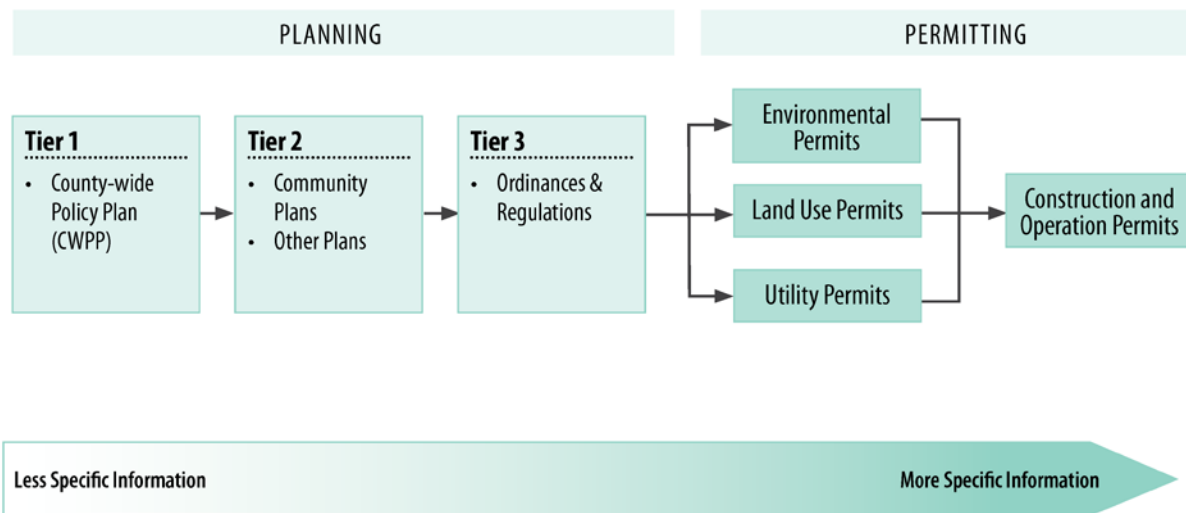 PLANNING
PERMITTING
Tier 1
• County-wide
Policy Plan
(CWPP)
Tier 2
• Community
Plans
• Other Plans
Tier 3
• Ordinances &
Regulations
Environmental
Permits
Land Use Permits
Utility Permits
Construction and
Operation Permits
Less Specific Information
More Specific Information